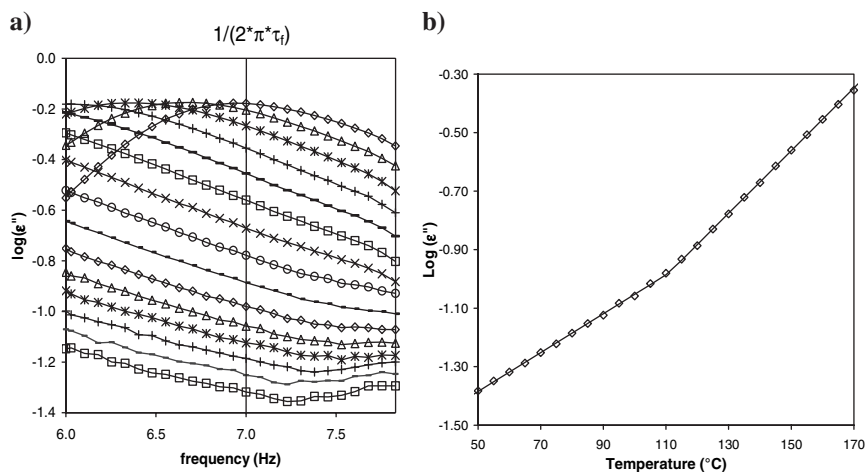 a)
1/(2*π*τf)
0.0
-0.2
-0.4
-0.6
-0.8
-1.0
-1.2
-1.4
log(ε")
6.0 6.5 7.0 7.5
frequency (Hz)
b)
-0.30
-0.50
-0.70
-0.90
-1.10
-1.30
-1.50
Log (ε")
50 70 90 110 130 150 170
Temperature (°C)